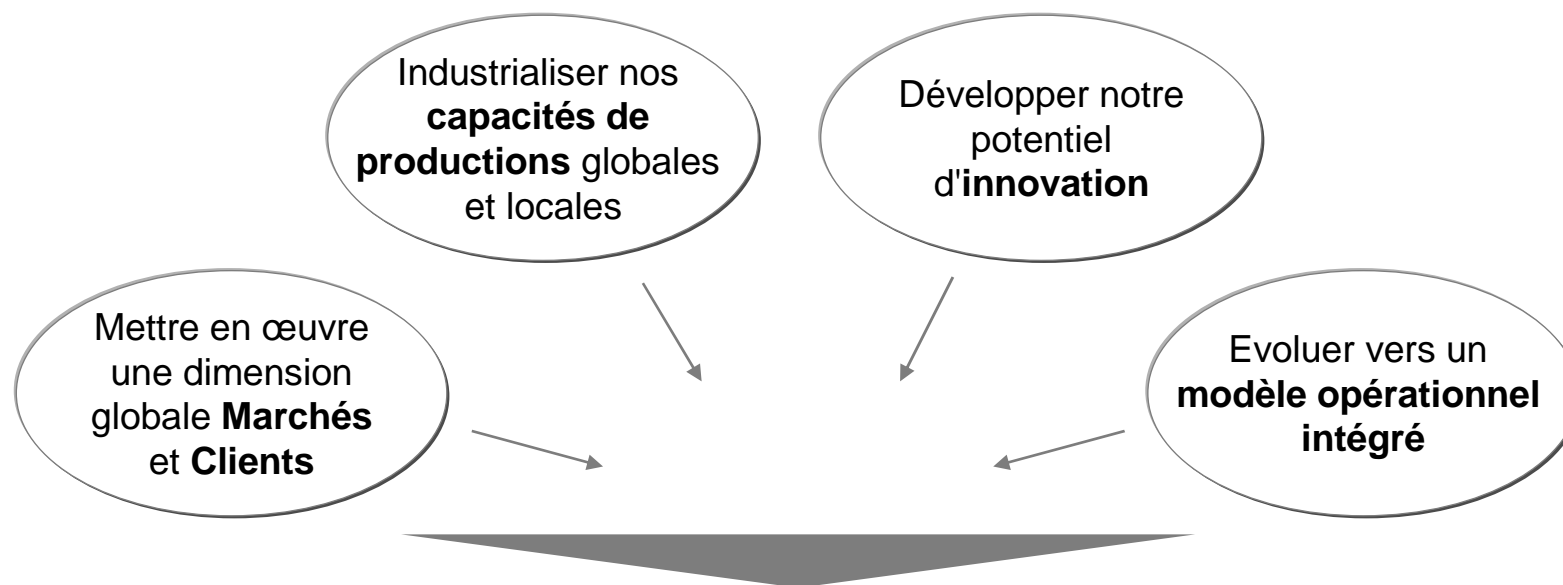 Industrialiser nos
capacités de
productions globales
et locales
Développer notre
potentiel
d'innovation
Mettre en œuvre
une dimension
globale Marchés
et Clients
Evoluer vers un
modèle opérationnel
intégré